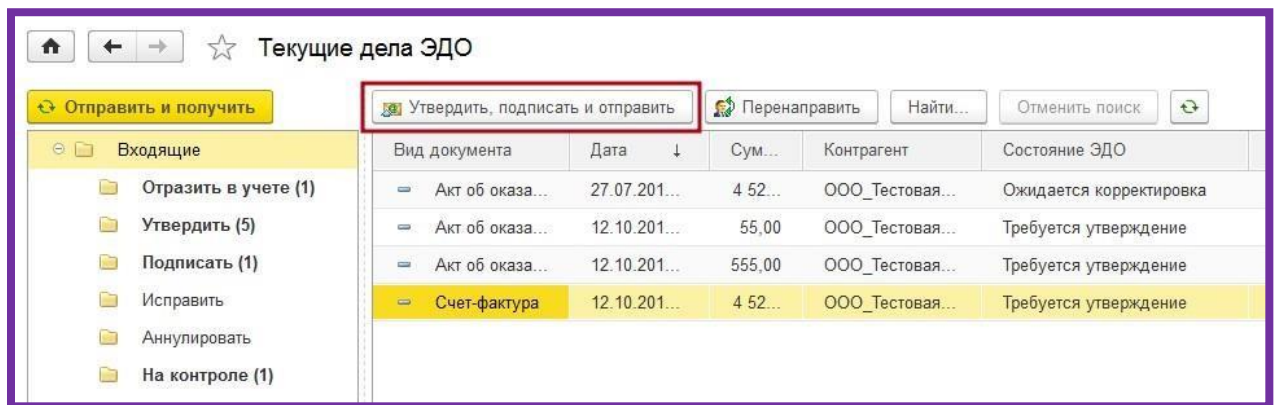 Текущие дела ЭДО
Отправить и получить Утвердить, подписать и отправить Перенаправить Найти... Отменить поиск
Входящие Вид документа Дата ↓ Сум... Контрагент Состояние ЭДО
Отразить в учете (1) Акт об оказа... 27.07.201... 4 52... ООО_Тестовая... Ожидается корректировка
Утвердить (5) Акт об оказа... 12.10.201... 55,00 ООО_Тестовая... Требуется утверждение
Подписать (1) Акт об оказа... 12.10.201... 555,00 ООО_Тестовая... Требуется утверждение
Исправить Счет-фактура 12.10.201... 4 52... ООО_Тестовая... Требуется утверждение
Аннулировать
На контроле (1)